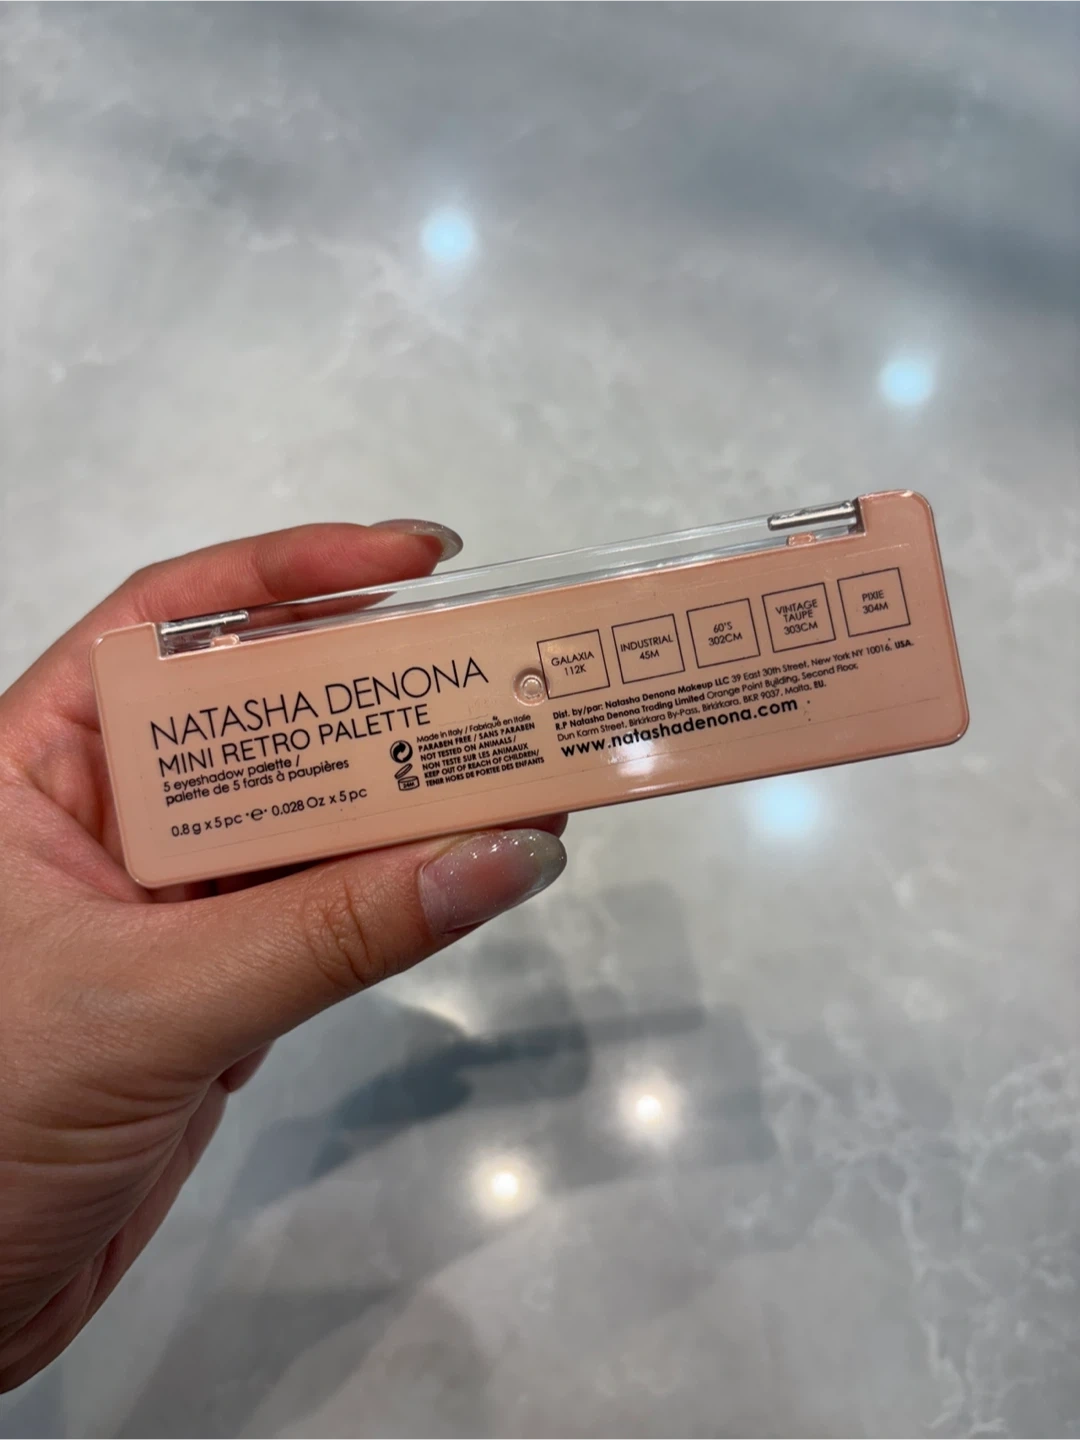 NATASHA DENONA
MINI RETRO PALETTE
5 eyeshadow palette /
palette de 5 fards à paupières
0.8 g x 5 pc ·e· 0.028 Oz x 5 pc
Made in Italy / Fabriqué en Italie
PARABEN FREE / SANS PARABEN
NOT TESTED ON ANIMALS /
NON TESTE SUR LES ANIMAUX
KEEP OUT OF REACH OF CHILDREN/
TENIR HORS DE PORTEE DES ENFANTS
24M
GALAXIA
112K
INDUSTRIAL
45M
60'S
302CM
VINTAGE
TAUPE
303CM
PIXIE
304M
Dist. by/par: Natasha Denona Makeup LLC 39 East 30th Street, New York NY 10016, USA.
R.P Natasha Denona Trading Limited Orange Point Building, Second Floor,
Dun Karm Street, Birkirkara By-Pass, Birkirkara, BKR 9037, Malta, EU.
www.natashadenona.com